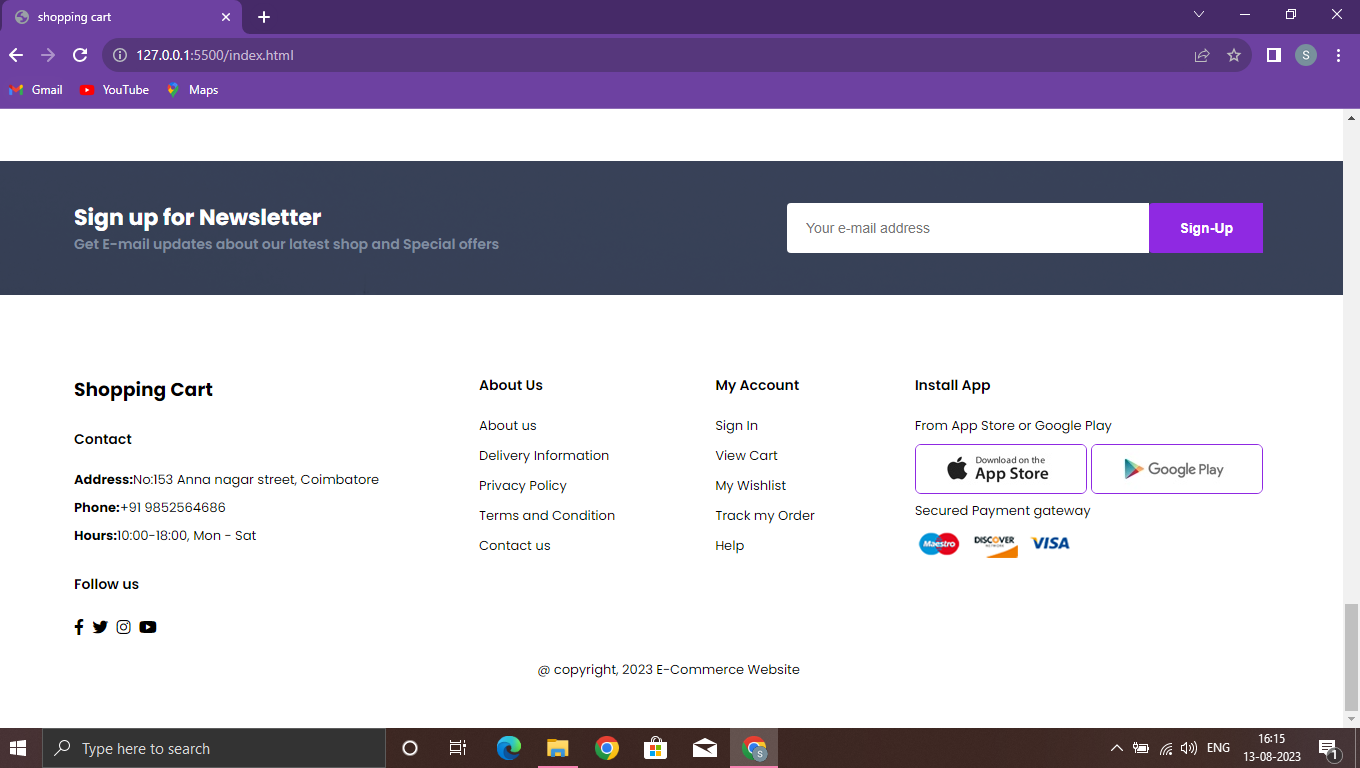 shopping cart
127.0.0.1:5500/index.html
S
Gmail YouTube Maps
Sign up for Newsletter
Get E-mail updates about our latest shop and Special offers
Your e-mail address
Sign-Up
Shopping Cart
Contact
Address:No:153 Anna nagar street, Coimbatore
Phone:+91 9852564686
Hours:10:00-18:00, Mon - Sat
Follow us
About Us
About us
Delivery Information
Privacy Policy
Terms and Condition
Contact us
My Account
Sign In
View Cart
My Wishlist
Track my Order
Help
Install App
From App Store or Google Play
Download on the
App Store
Google Play
Secured Payment gateway
Maestro DISCOVER VISA
NETWORK
@ copyright, 2023 E-Commerce Website
Type here to search
S
ENG
16:15
13-08-2023
1